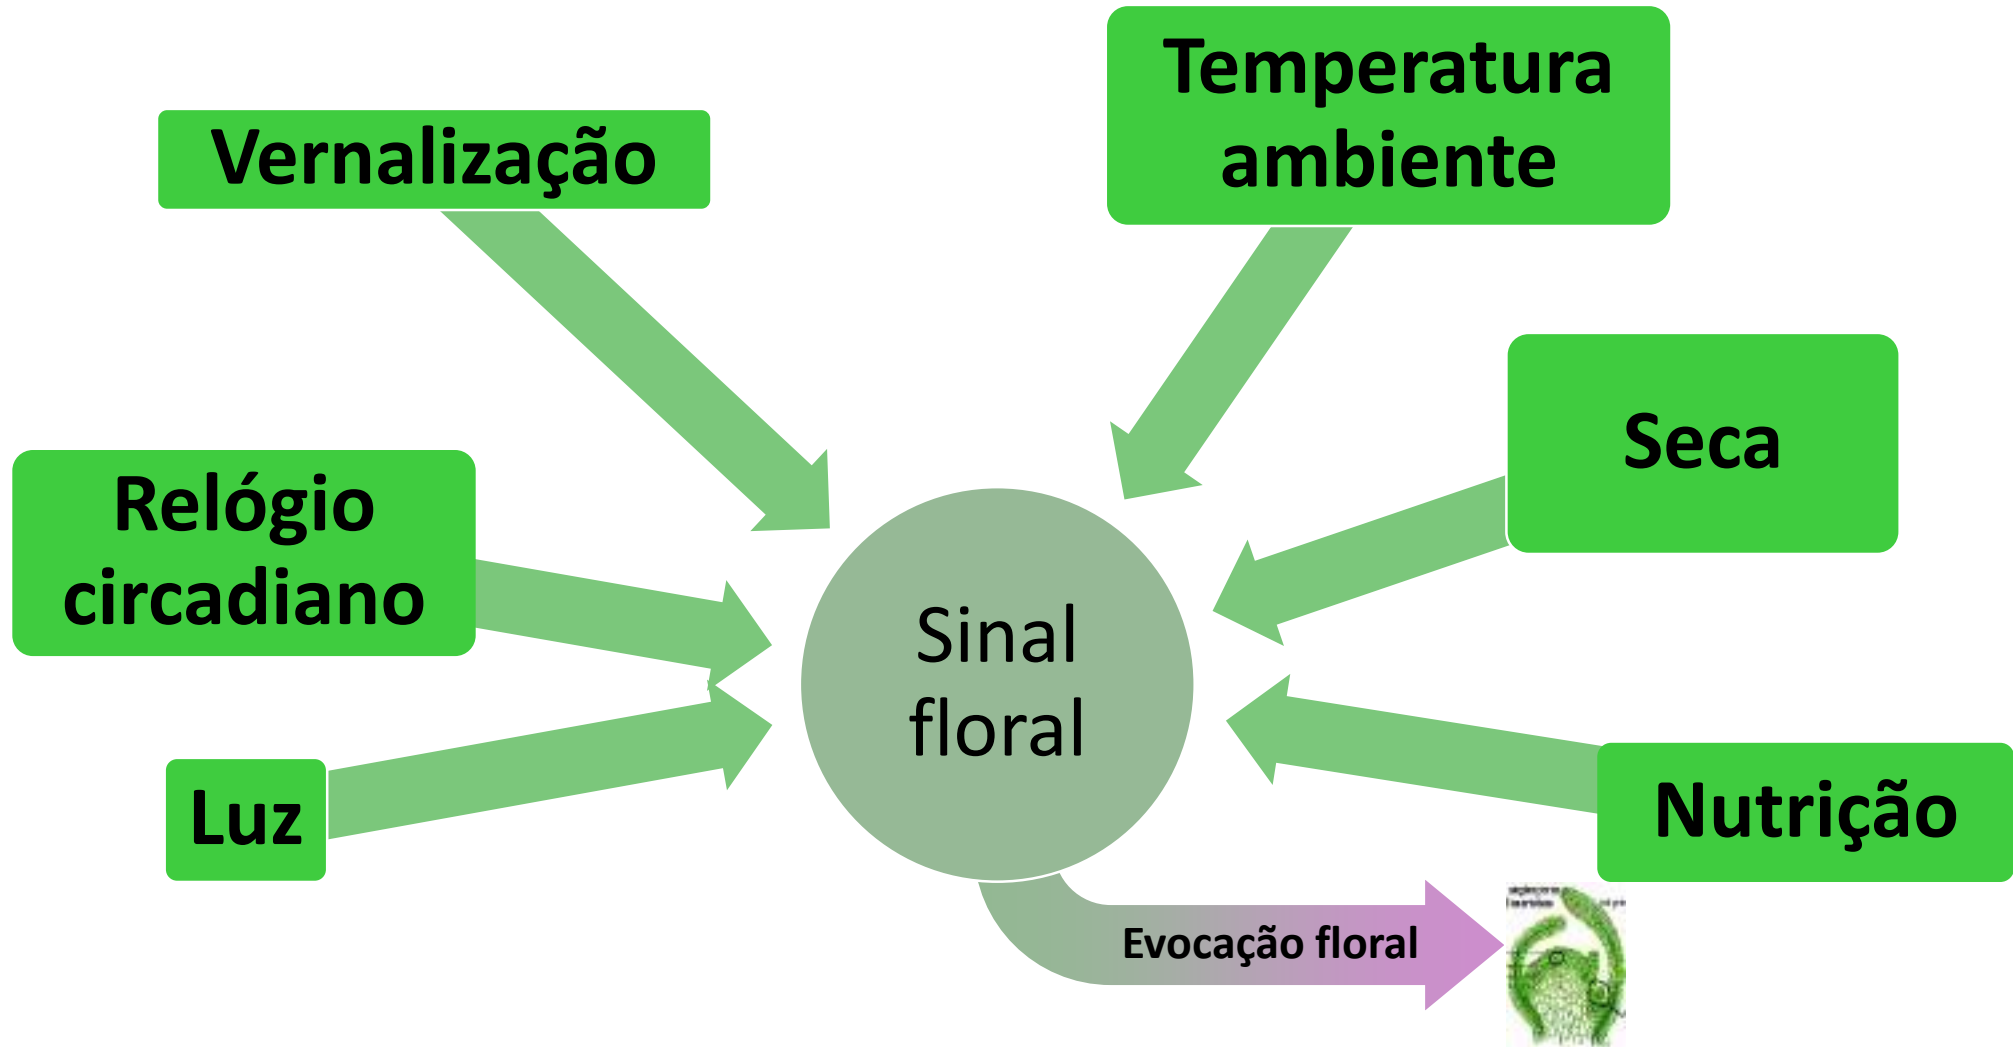 Temperatura
ambiente
Vernalização
Seca
Relógio
circadiano
Sinal
floral
Luz
Nutrição
Evocação floral